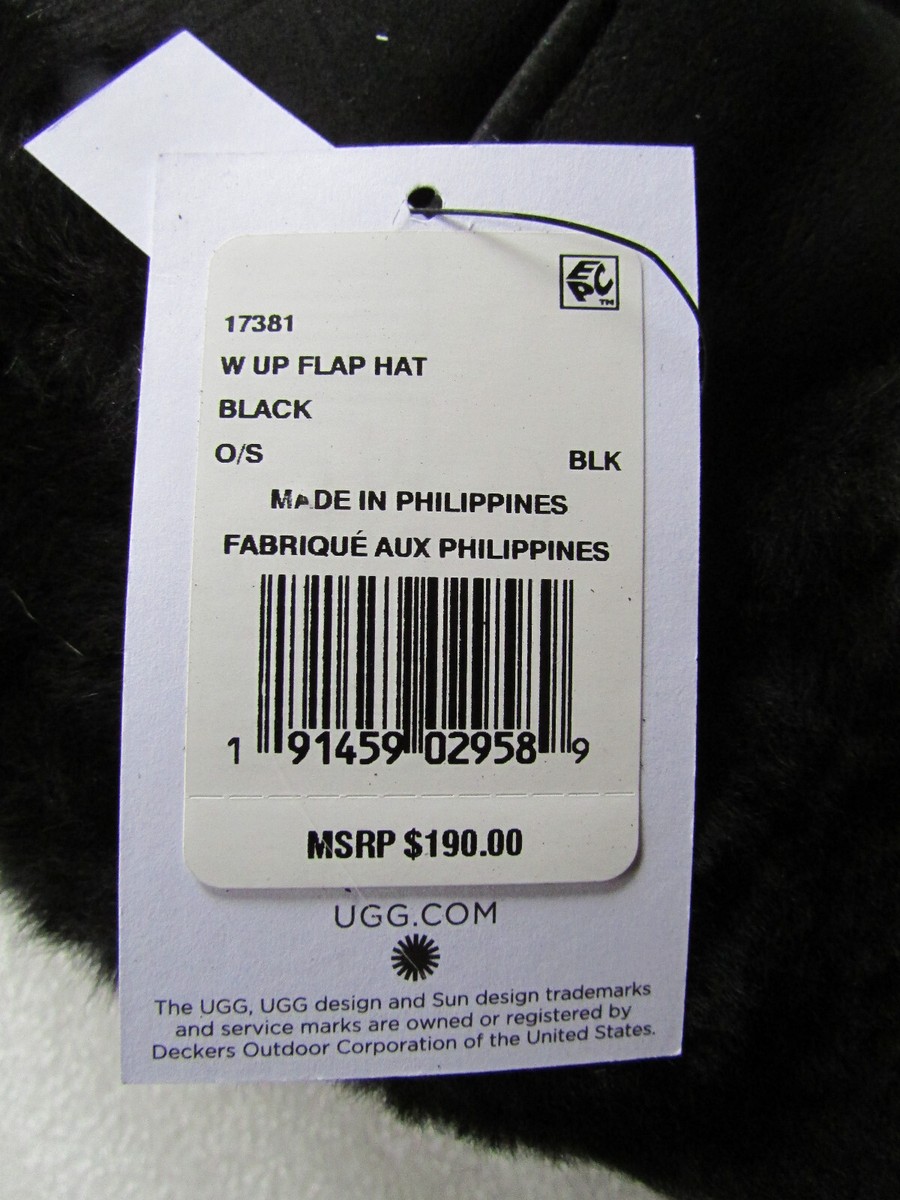 EPC™
17381
W UP FLAP HAT
BLACK
O/S BLK
MADE IN PHILIPPINES
FABRIQUÉ AUX PHILIPPINES
1 91459 02958 9
MSRP $190.00
UGG.COM
The UGG, UGG design and Sun design trademarks
and service marks are owned or registered by
Deckers Outdoor Corporation of the United States.